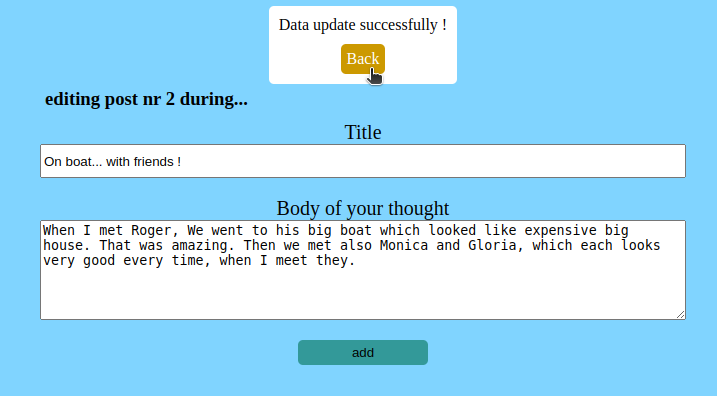 Data update successfully !
Back
editing post nr 2 during...
Title
On boat... with friends !
Body of your thought
When I met Roger, We went to his big boat which looked like expensive big
house. That was amazing. Then we met also Monica and Gloria, which each looks
very good every time, when I meet they.
add